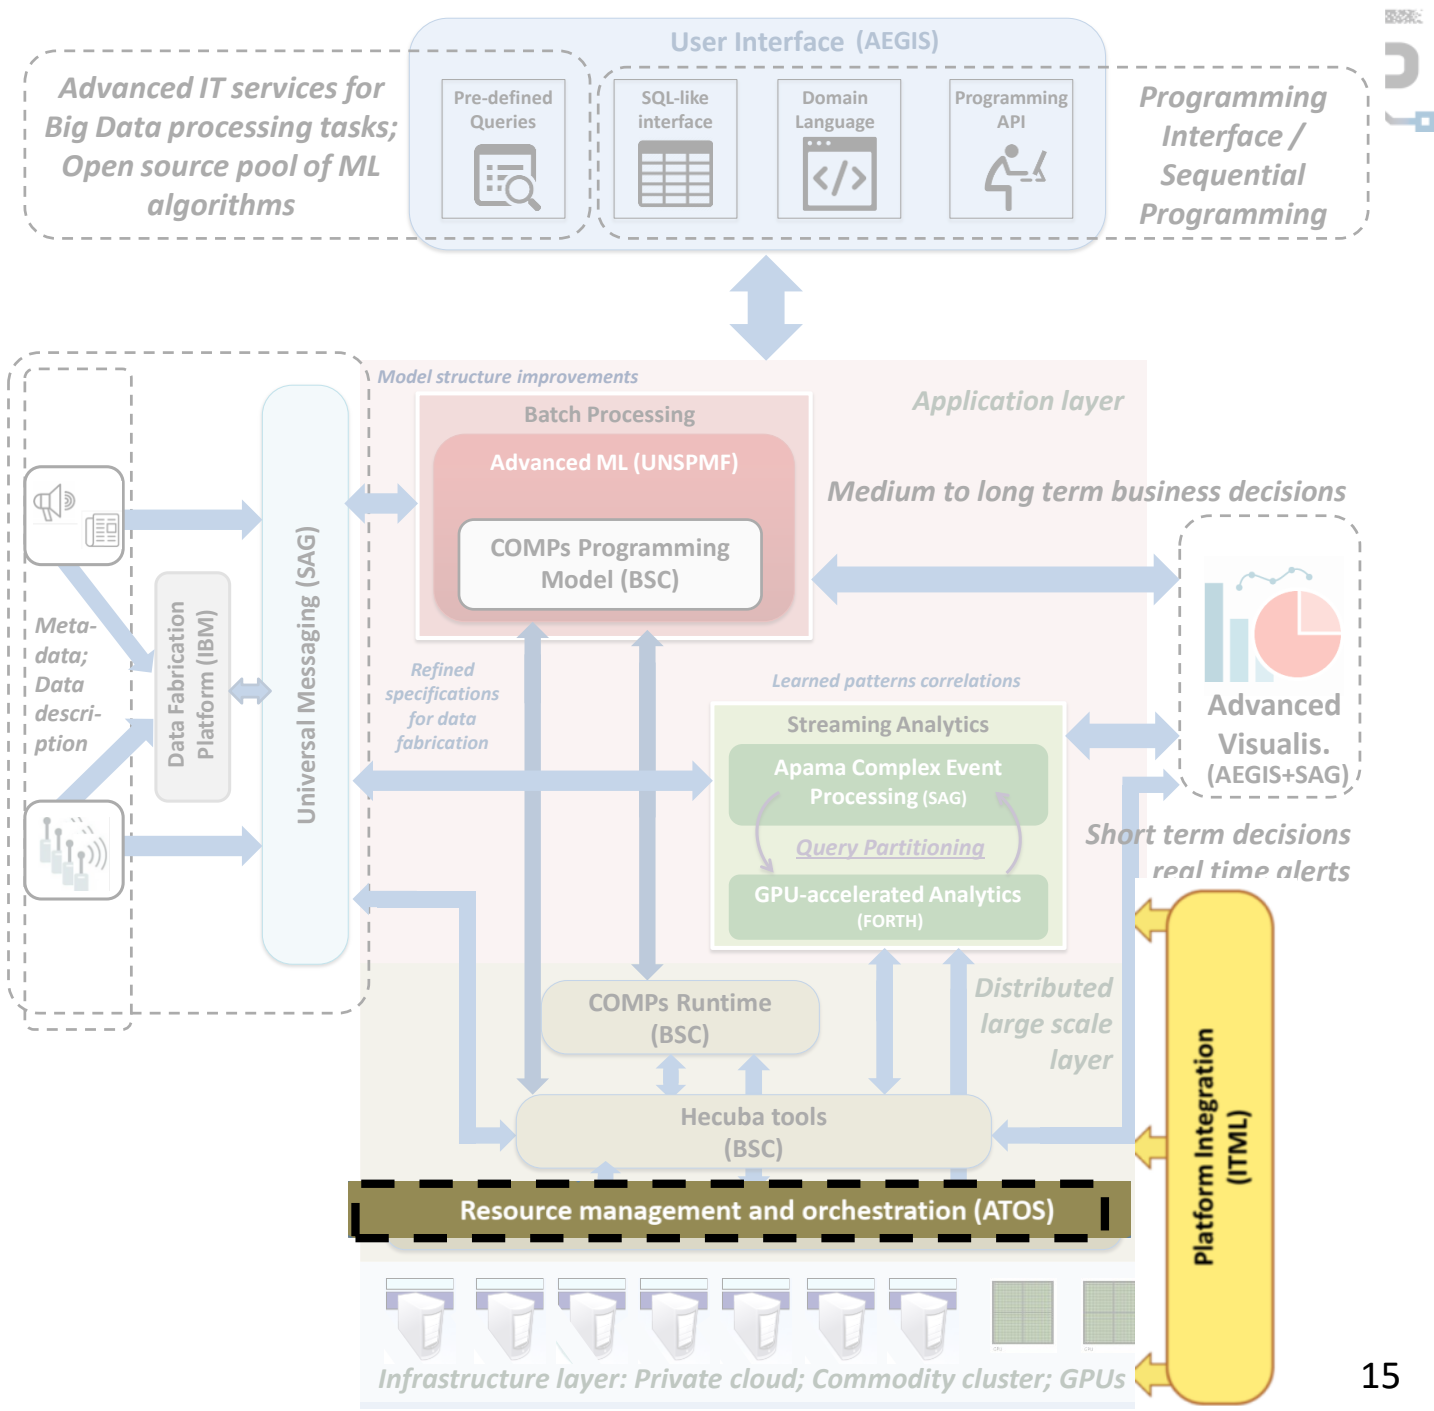 User Interface (AEGIS)
Advanced IT services for
Big Data processing tasks;
Open source pool of ML
algorithms
Pre-defined
Queries
SQL-like
interface
Domain
Language
Programming
API
Programming
Interface /
Sequential
Programming
Model structure improvements
Application layer
Batch Processing
Advanced ML (UNSPMF)
COMPs Programming
Model (BSC)
Medium to long term business decisions
Universal Messaging (SAG)
Data Fabrication
Platform (IBM)
Meta-
data;
Data
descri-
ption
Refined
specifications
for data
fabrication
Learned patterns correlations
Streaming Analytics
Apama Complex Event
Processing (SAG)
Query Partitioning
GPU-accelerated Analytics
(FORTH)
Advanced
Visualis.
(AEGIS+SAG)
Short term decisions
real time alerts
COMPs Runtime
(BSC)
Distributed
large scale
layer
Hecuba tools
(BSC)
Platform Integration
(ITML)
Resource management and orchestration (ATOS)
Infrastructure layer: Private cloud; Commodity cluster; GPUs
15